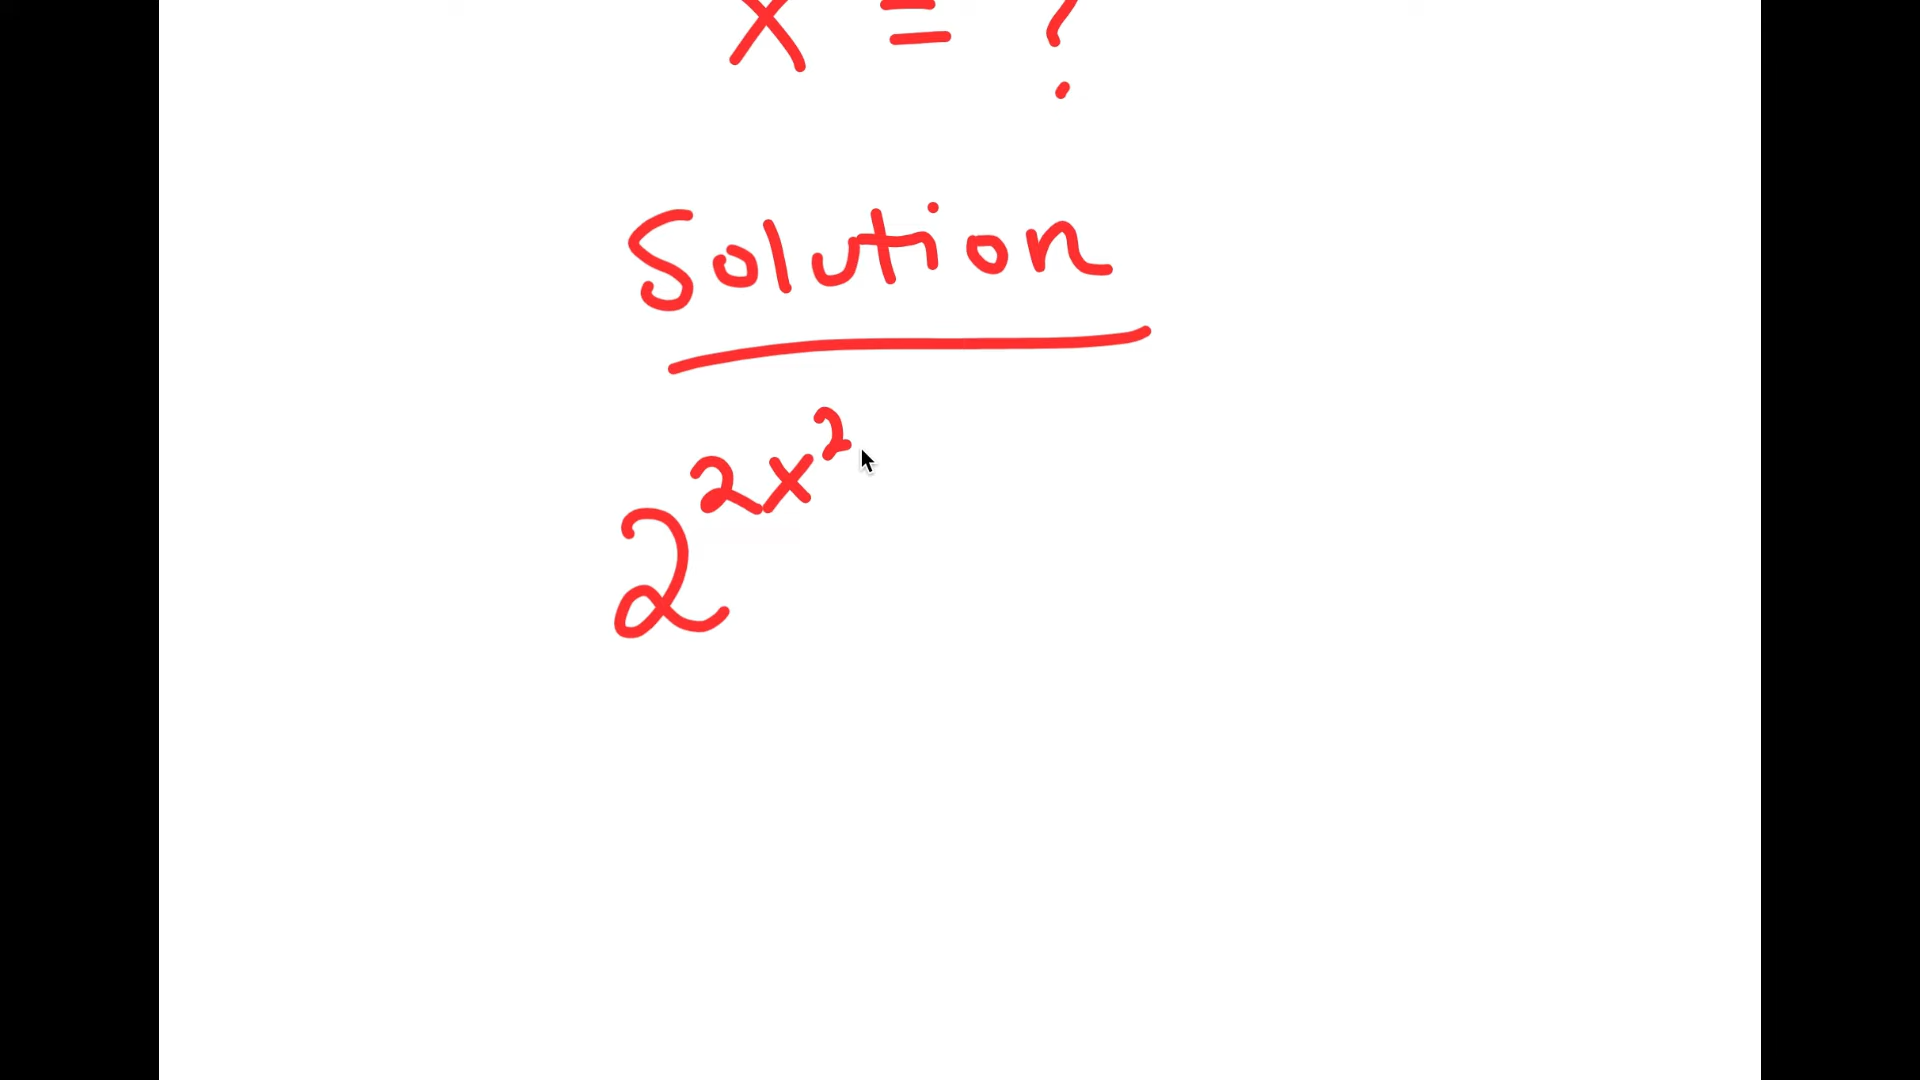 x = ?
Solution
2^{2x^2}